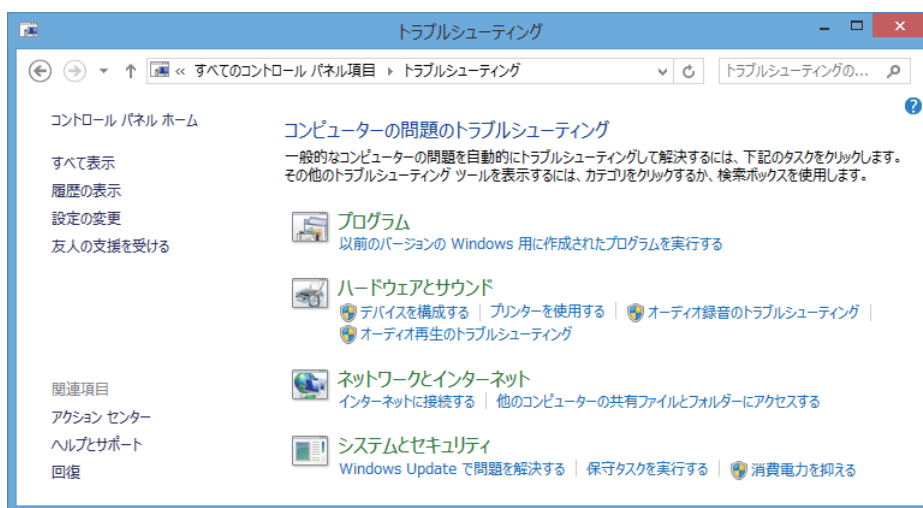 トラブルシューティング
« すべてのコントロール パネル項目 ▸ トラブルシューティング
トラブルシューティングの...
コントロール パネル ホーム
すべて表示
履歴の表示
設定の変更
友人の支援を受ける
関連項目
アクション センター
ヘルプとサポート
回復
コンピューターの問題のトラブルシューティング
一般的なコンピューターの問題を自動的にトラブルシューティングして解決するには、下記のタスクをクリックします。
その他のトラブルシューティング ツールを表示するには、カテゴリをクリックするか、検索ボックスを使用します。
プログラム
以前のバージョンの Windows 用に作成されたプログラムを実行する
ハードウェアとサウンド
デバイスを構成する | プリンターを使用する | オーディオ録音のトラブルシューティング |
オーディオ再生のトラブルシューティング
ネットワークとインターネット
インターネットに接続する | 他のコンピューターの共有ファイルとフォルダーにアクセスする
システムとセキュリティ
Windows Update で問題を解決する | 保守タスクを実行する | 消費電力を抑える